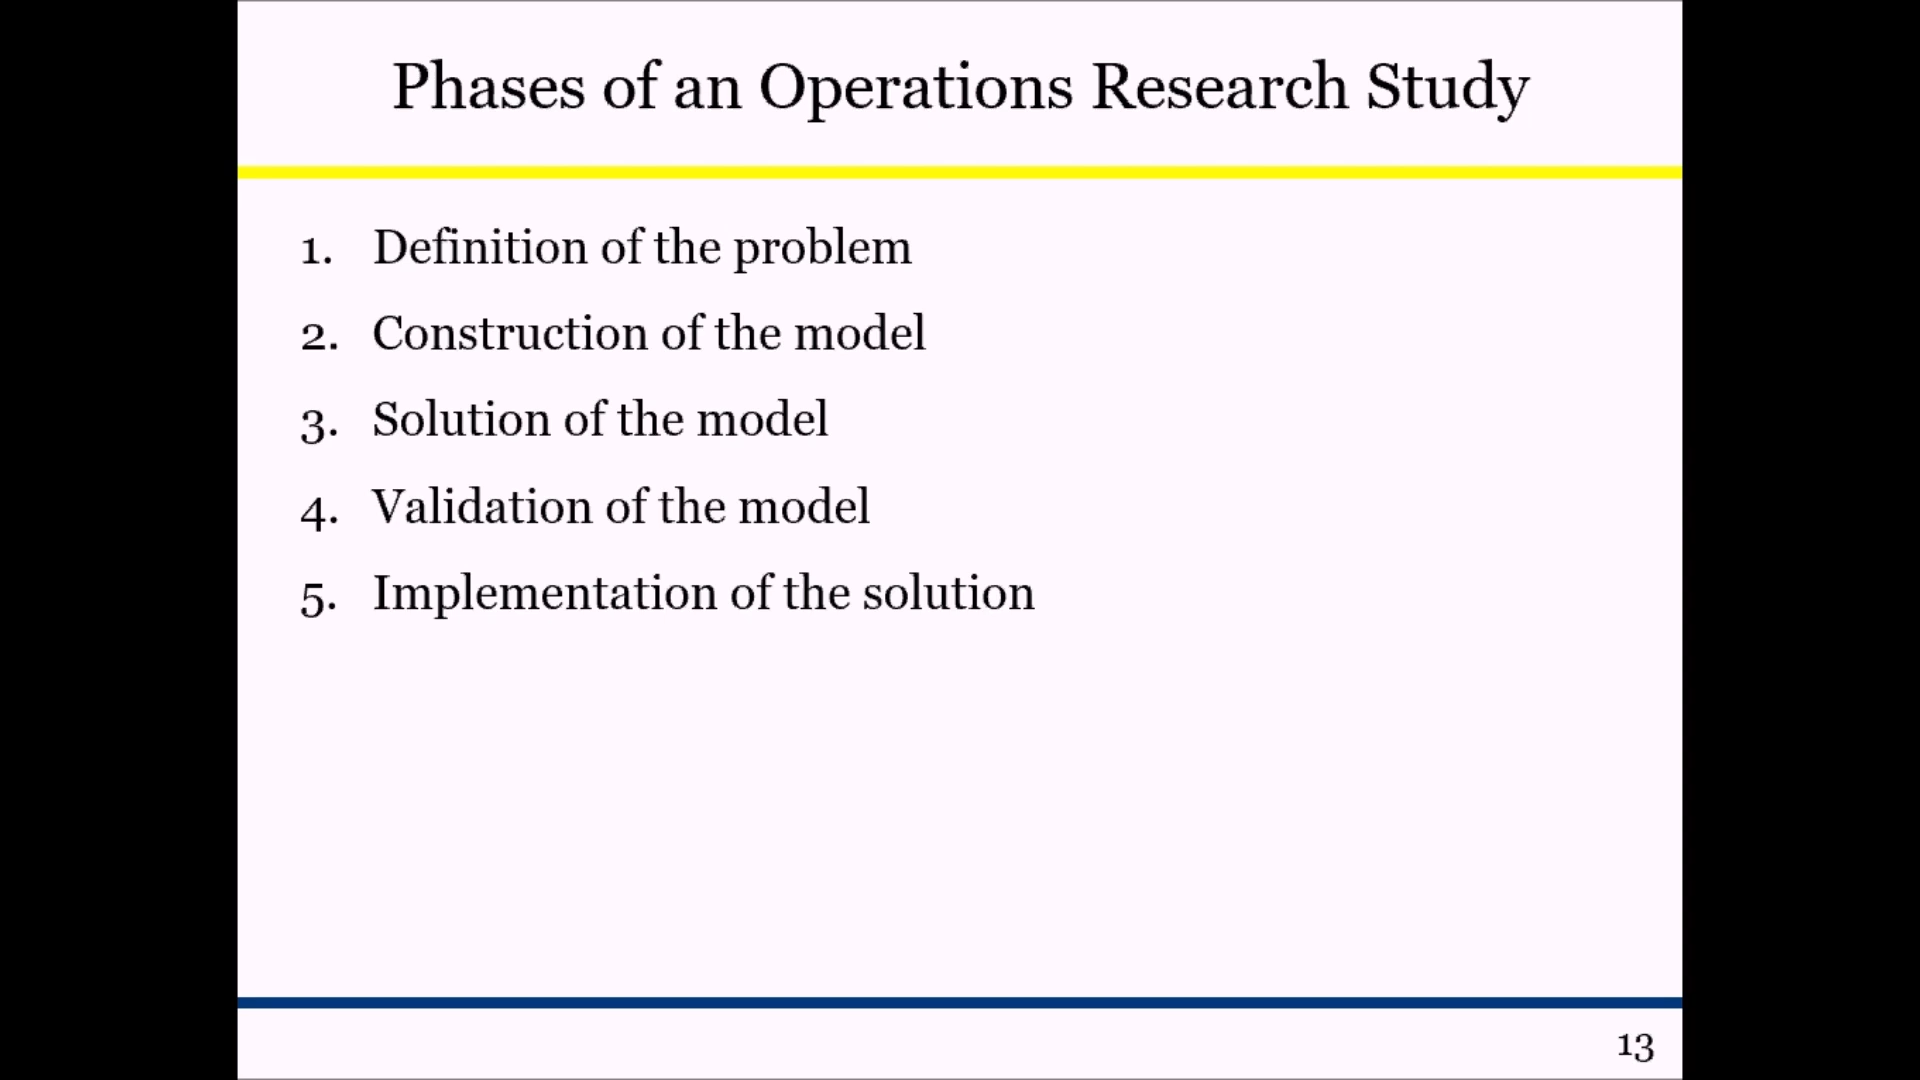 Phases of an Operations Research Study
1. Definition of the problem
2. Construction of the model
3. Solution of the model
4. Validation of the model
5. Implementation of the solution
13